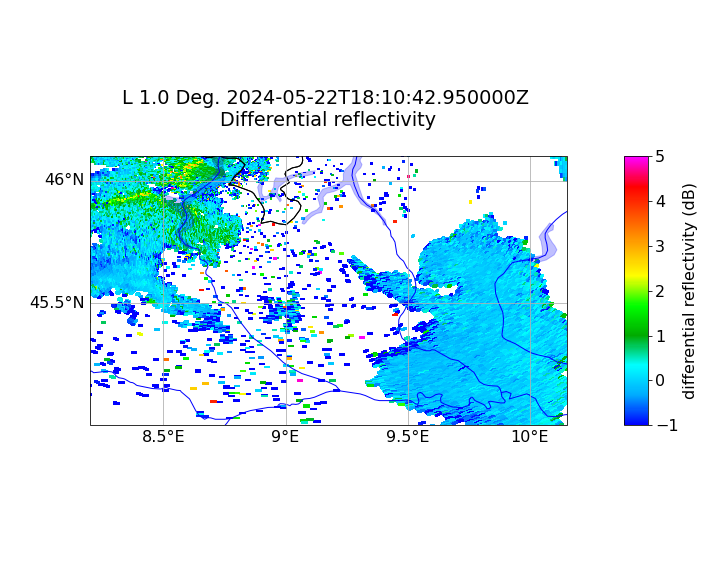 L 1.0 Deg. 2024-05-22T18:10:42.950000Z
Differential reflectivity
46°N
45.5°N
8.5°E
9°E
9.5°E
10°E
5
4
3
2
1
0
−1
differential reflectivity (dB)